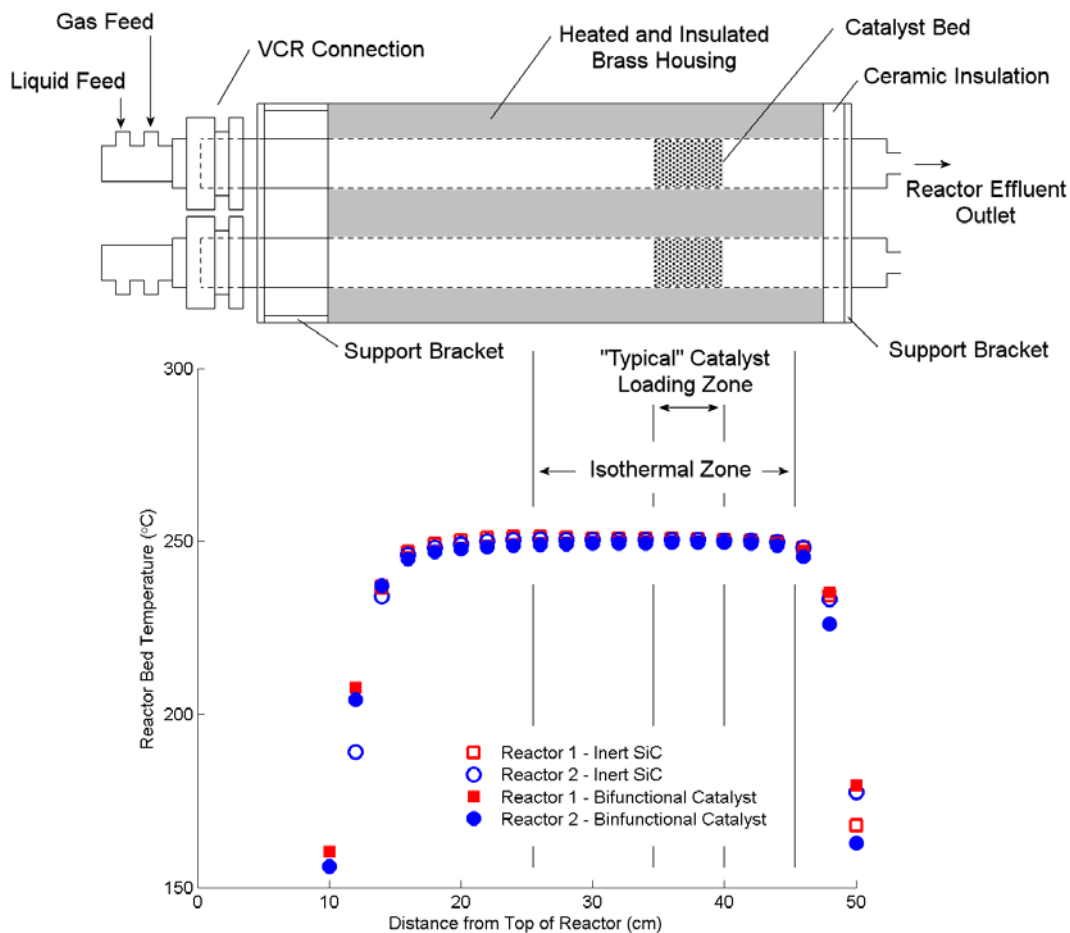 Gas Feed
Liquid Feed
VCR Connection
Heated and Insulated
Brass Housing
Catalyst Bed
Ceramic Insulation
Reactor Effluent
Outlet
Support Bracket
Support Bracket
"Typical" Catalyst
Loading Zone
Isothermal Zone
300
250
200
150
Reactor Bed Temperature (°C)
Reactor 1 - Inert SiC
Reactor 2 - Inert SiC
Reactor 1 - Bifunctional Catalyst
Reactor 2 - Binfunctional Catalyst
0 10 20 30 40 50
Distance from Top of Reactor (cm)